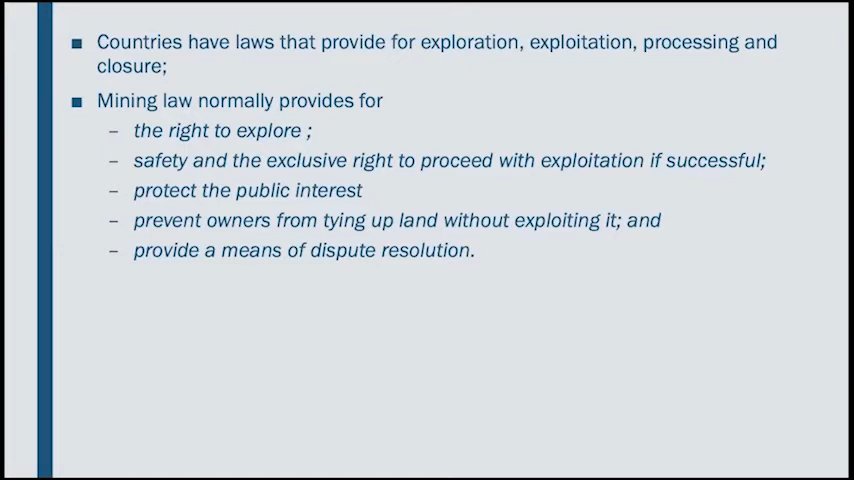 ■ Countries have laws that provide for exploration, exploitation, processing and
closure;
■ Mining law normally provides for
– the right to explore ;
– safety and the exclusive right to proceed with exploitation if successful;
– protect the public interest
– prevent owners from tying up land without exploiting it; and
– provide a means of dispute resolution.